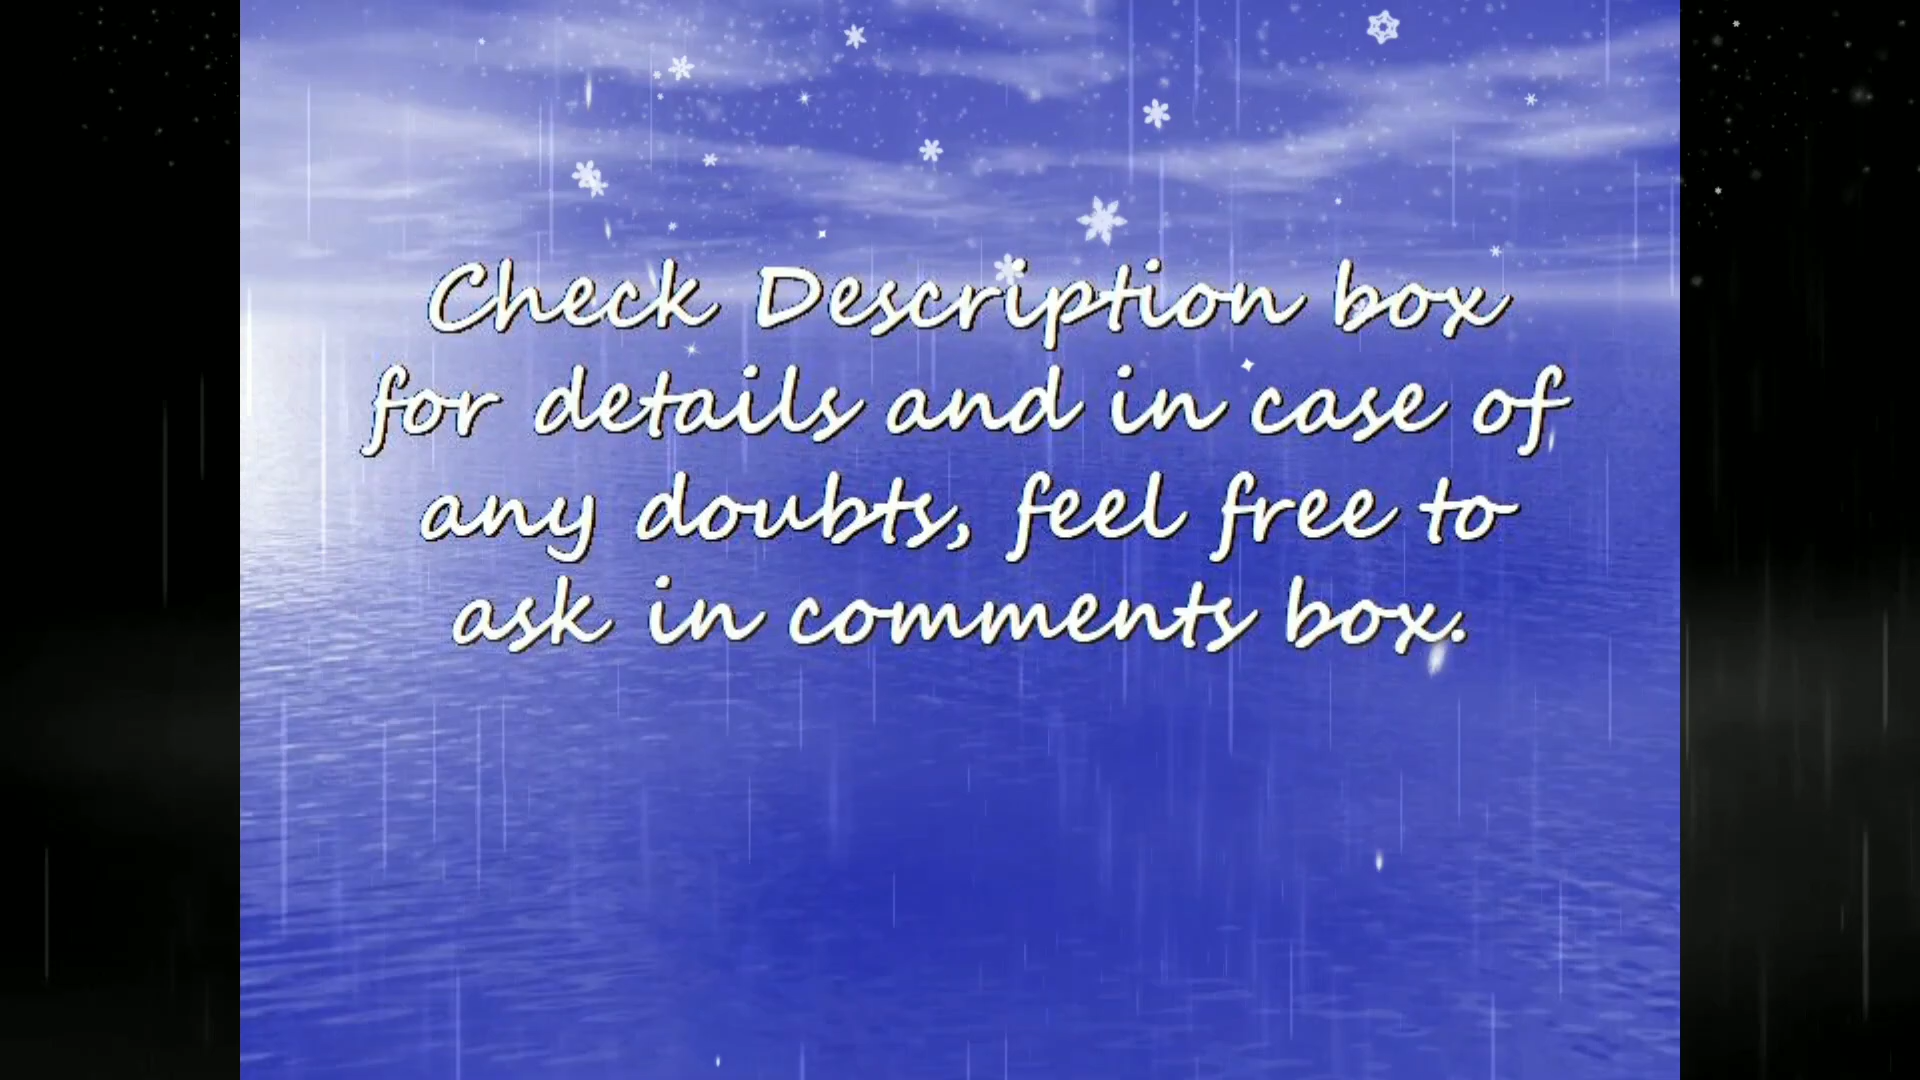 Check Description box
for details and in case of
any doubts, feel free to
ask in comments box.